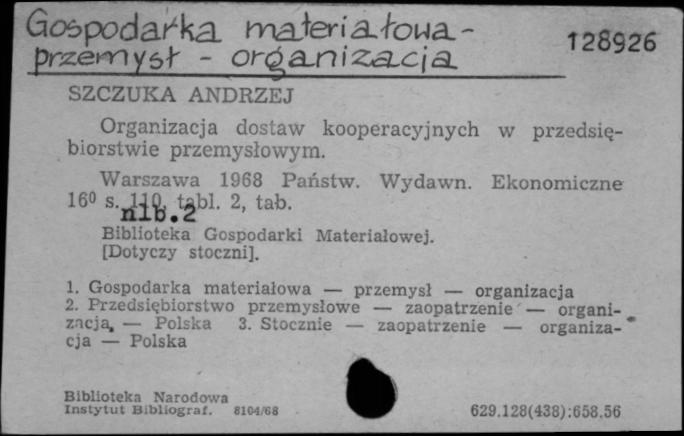 Gospodarka materiałowa-
128926
przemysł - organizacja
SZCZUKA ANDRZEJ
Organizacja dostaw kooperacyjnych w przedsię-
biorstwie przemysłowym.
Warszawa 1968 Państw. Wydawn. Ekonomiczne
16⁰ s. 110, tabl. 2, tab.
nlb.2
Biblioteka Gospodarki Materiałowej.
[Dotyczy stoczni].
1. Gospodarka materiałowa — przemysł — organizacja
2. Przedsiębiorstwo przemysłowe — zaopatrzenie — organi-
zacja, — Polska 3. Stocznie — zaopatrzenie — organiza-
cja — Polska
Biblioteka Narodowa
Instytut Bibliograf. 8104/68
629.128(438):658.56